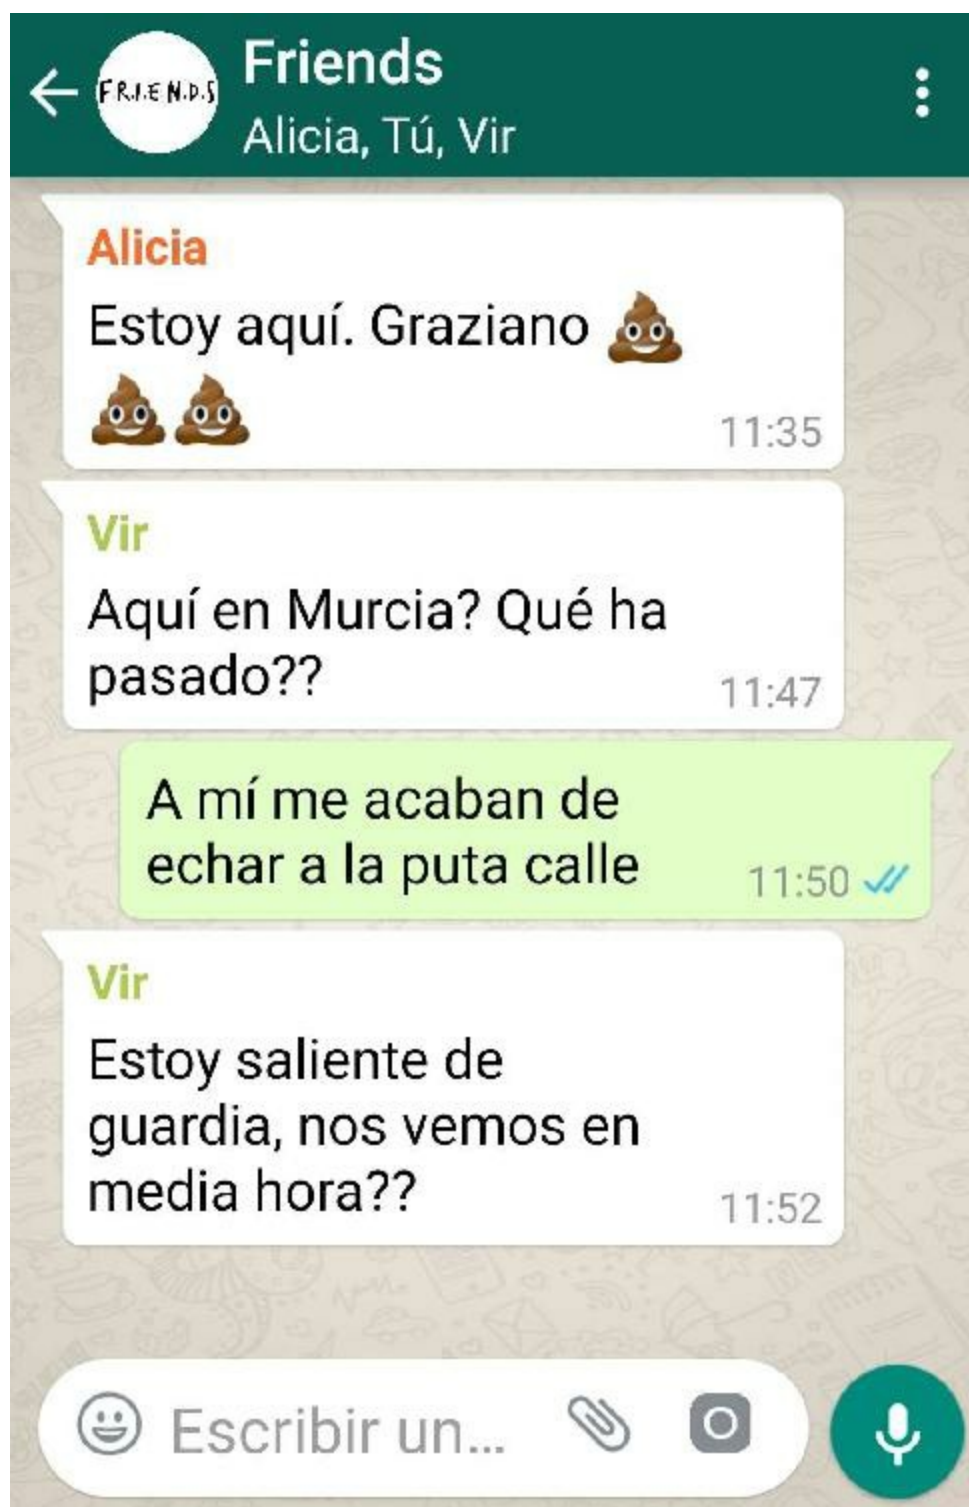 F.R.I.E.N.D.S
Friends
Alicia, Tú, Vir
Alicia
Estoy aquí. Graziano 💩
💩💩
11:35
Vir
Aquí en Murcia? Qué ha
pasado??
11:47
A mí me acaban de
echar a la puta calle
11:50
Vir
Estoy saliente de
guardia, nos vemos en
media hora??
11:52
Escribir un...